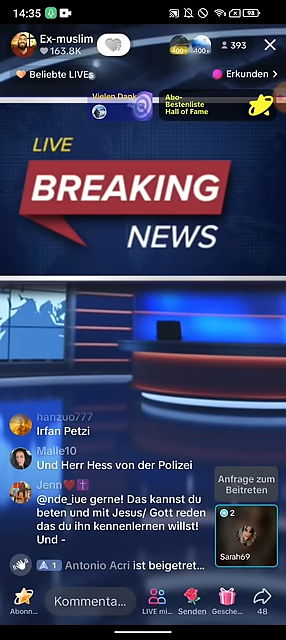 14:35
93
Ex-muslim
163.8K
400+
400+
393
Beliebte LIVEs
Erkunden
Vielen Dank
Abo-
Bestenliste
Hall of Fame
LIVE
BREAKING
NEWS
hanzuo777
Irfan Petzi
Malle10
Und Herr Hess von der Polizei
Jenn
@nde_iue gerne! Das kannst du
beten und mit Jesus/ Gott reden
das du ihn kennenlernen willst!
Und -
1 Antonio Acri ist beigetret...
Anfrage zum
Beitreten
2
Sarah69
Abonn...
Kommenta...
LIVE mi...
Senden
Gesche...
48